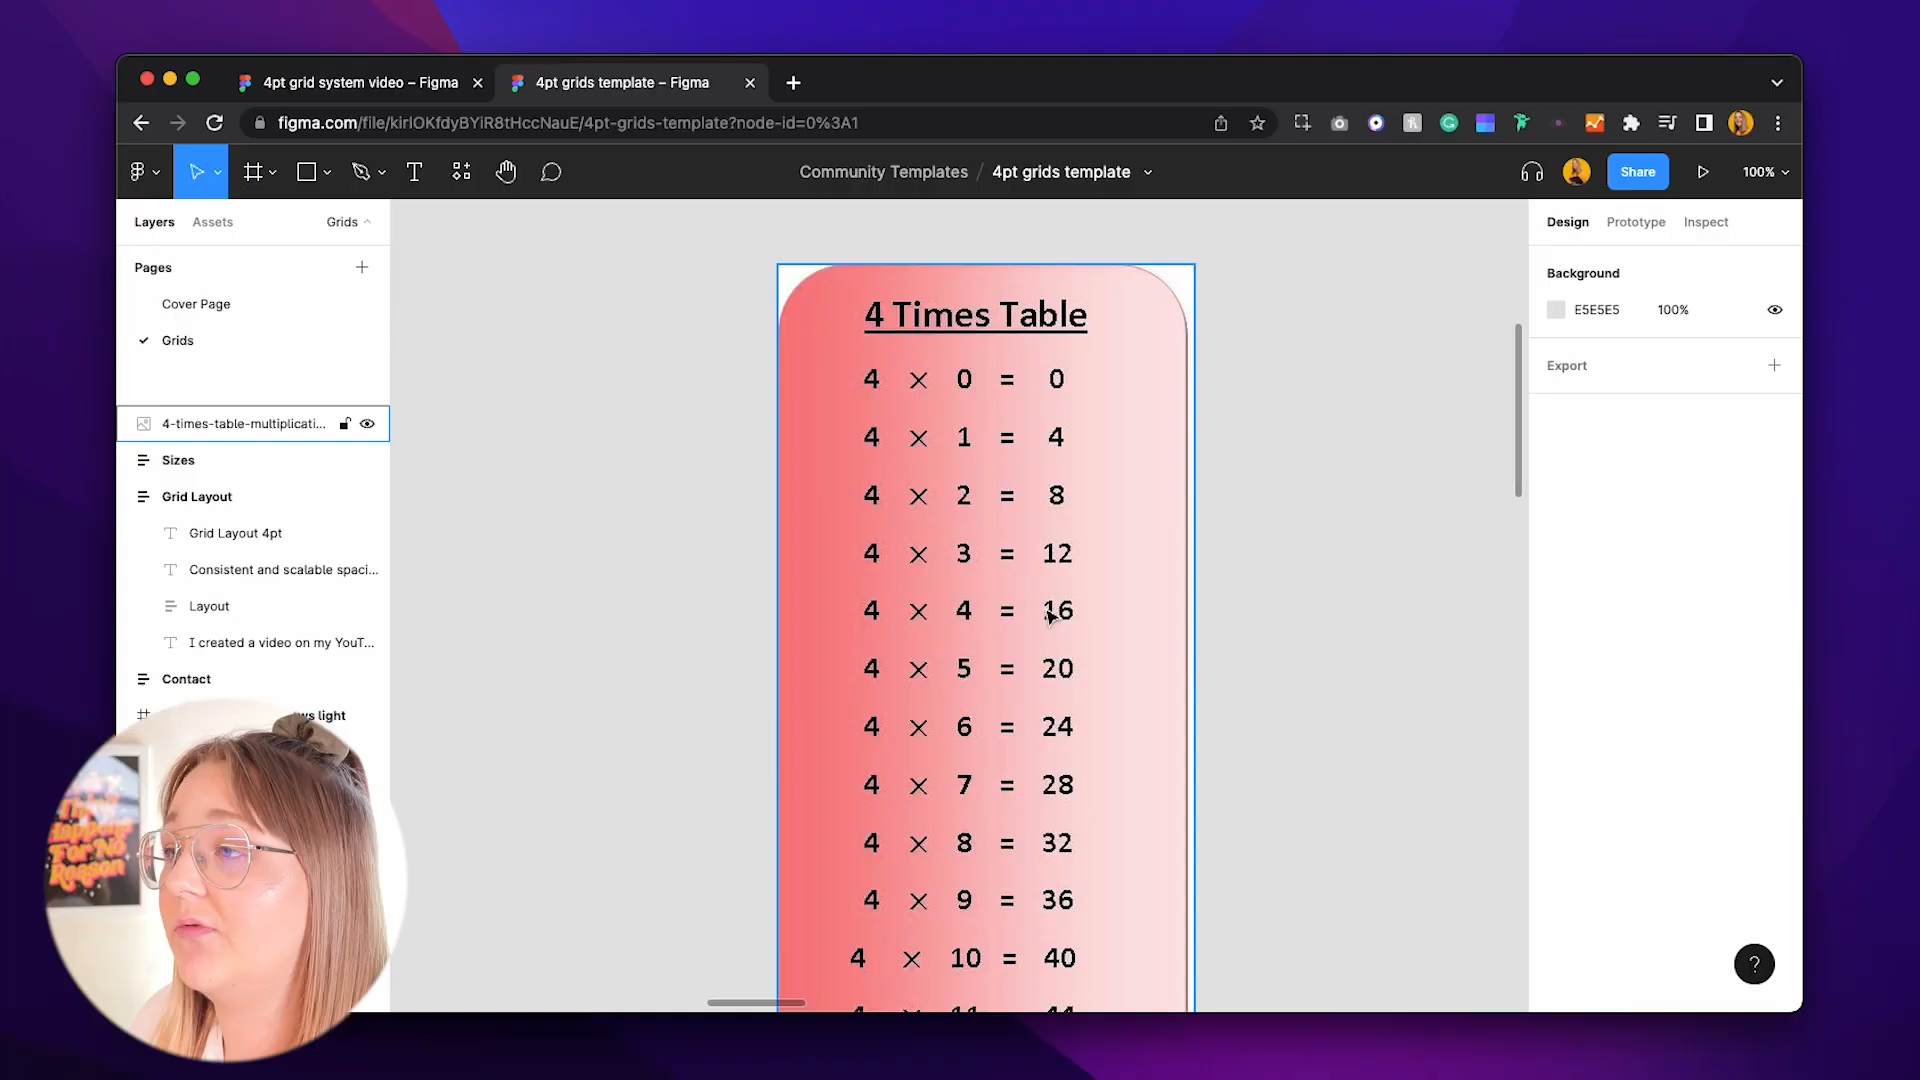 4pt grid system video – Figma
4pt grids template – Figma
figma.com/file/kirlOKfdyBYiR8tHccNauE/4pt-grids-template?node-id=0%3A1
Community Templates / 4pt grids template
Share
100%
Layers Assets Grids
Pages
Cover Page
Grids
4-times-table-multiplicati...
Sizes
Grid Layout
Grid Layout 4pt
Consistent and scalable spaci...
Layout
I created a video on my YouT...
Contact
light
4 Times Table
4 × 0 = 0
4 × 1 = 4
4 × 2 = 8
4 × 3 = 12
4 × 4 = 16
4 × 5 = 20
4 × 6 = 24
4 × 7 = 28
4 × 8 = 32
4 × 9 = 36
4 × 10 = 40
Design Prototype Inspect
Background
E5E5E5 100%
Export
?
Happens
For No
Reason